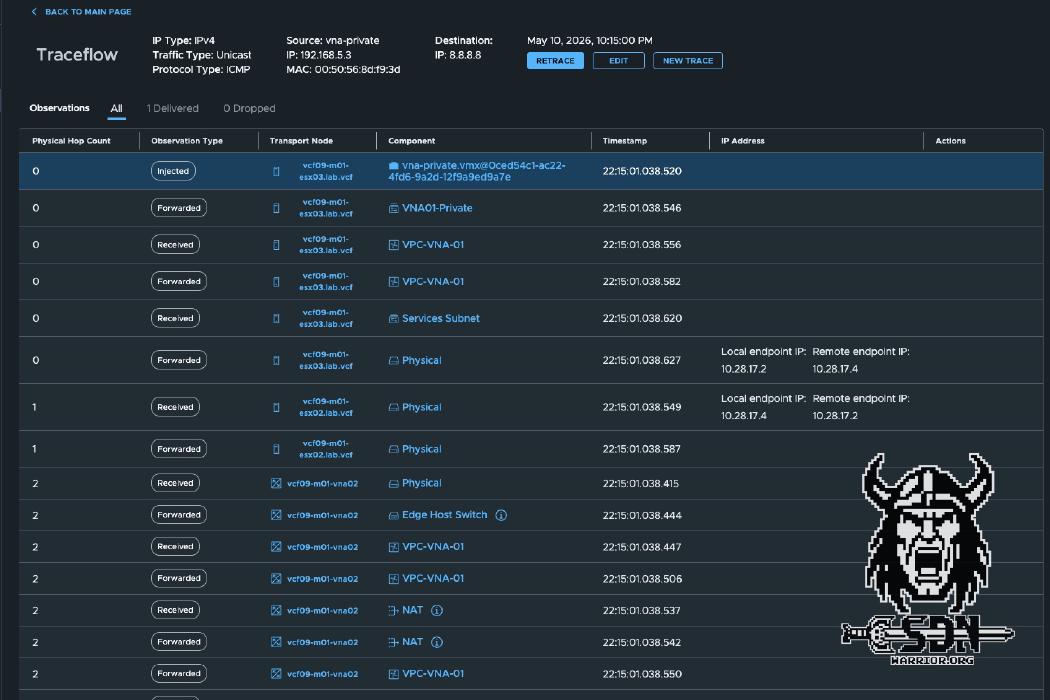 BACK TO MAIN PAGE
Traceflow
IP Type: IPv4
Traffic Type: Unicast
Protocol Type: ICMP
Source: vna-private
IP: 192.168.5.3
MAC: 00:50:56:8d:f9:3d
Destination:
IP: 8.8.8.8
May 10, 2026, 10:15:00 PM
RETRACE EDIT NEW TRACE
Observations All 1 Delivered 0 Dropped
Physical Hop Count Observation Type Transport Node Component Timestamp IP Address Actions
0 Injected vcf09-m01-esx03.lab.vcf vna-private.vmx@0ced54c1-ac22-4fd6-9a2d-12f9a9ed9a7e 22:15:01.038.520
0 Forwarded vcf09-m01-esx03.lab.vcf VNA01-Private 22:15:01.038.546
0 Received vcf09-m01-esx03.lab.vcf VPC-VNA-01 22:15:01.038.556
0 Forwarded vcf09-m01-esx03.lab.vcf VPC-VNA-01 22:15:01.038.582
0 Received vcf09-m01-esx03.lab.vcf Services Subnet 22:15:01.038.620
0 Forwarded vcf09-m01-esx03.lab.vcf Physical 22:15:01.038.627 Local endpoint IP: 10.28.17.2 Remote endpoint IP: 10.28.17.4
1 Received vcf09-m01-esx02.lab.vcf Physical 22:15:01.038.549 Local endpoint IP: 10.28.17.4 Remote endpoint IP: 10.28.17.2
1 Forwarded vcf09-m01-esx02.lab.vcf Physical 22:15:01.038.587
2 Received vcf09-m01-vna02 Physical 22:15:01.038.415
2 Forwarded vcf09-m01-vna02 Edge Host Switch 22:15:01.038.444
2 Received vcf09-m01-vna02 VPC-VNA-01 22:15:01.038.447
2 Forwarded vcf09-m01-vna02 VPC-VNA-01 22:15:01.038.506
2 Received vcf09-m01-vna02 NAT 22:15:01.038.537
2 Forwarded vcf09-m01-vna02 NAT 22:15:01.038.542
2 Forwarded vcf09-m01-vna02 VPC-VNA-01 22:15:01.038.550
SDN
WARRIOR.ORG